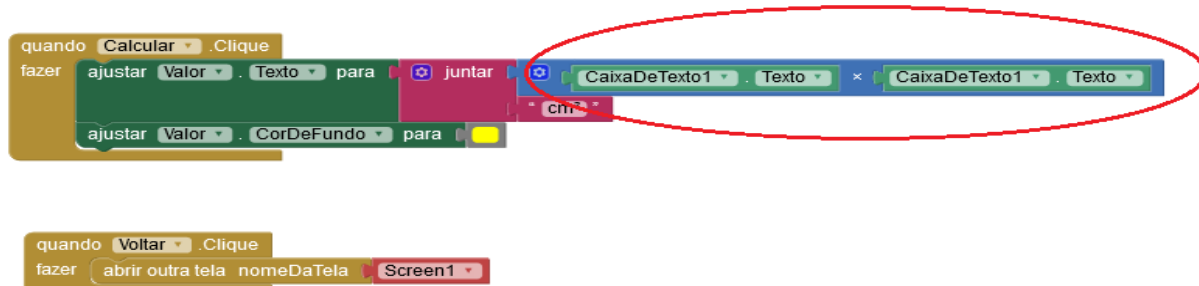 quando Calcular .Clique
fazer ajustar Valor . Texto para juntar CaixaDeTexto1 . Texto × CaixaDeTexto1 . Texto
" cm² "
ajustar Valor . CorDeFundo para
quando Voltar .Clique
fazer abrir outra tela nomeDaTela Screen1